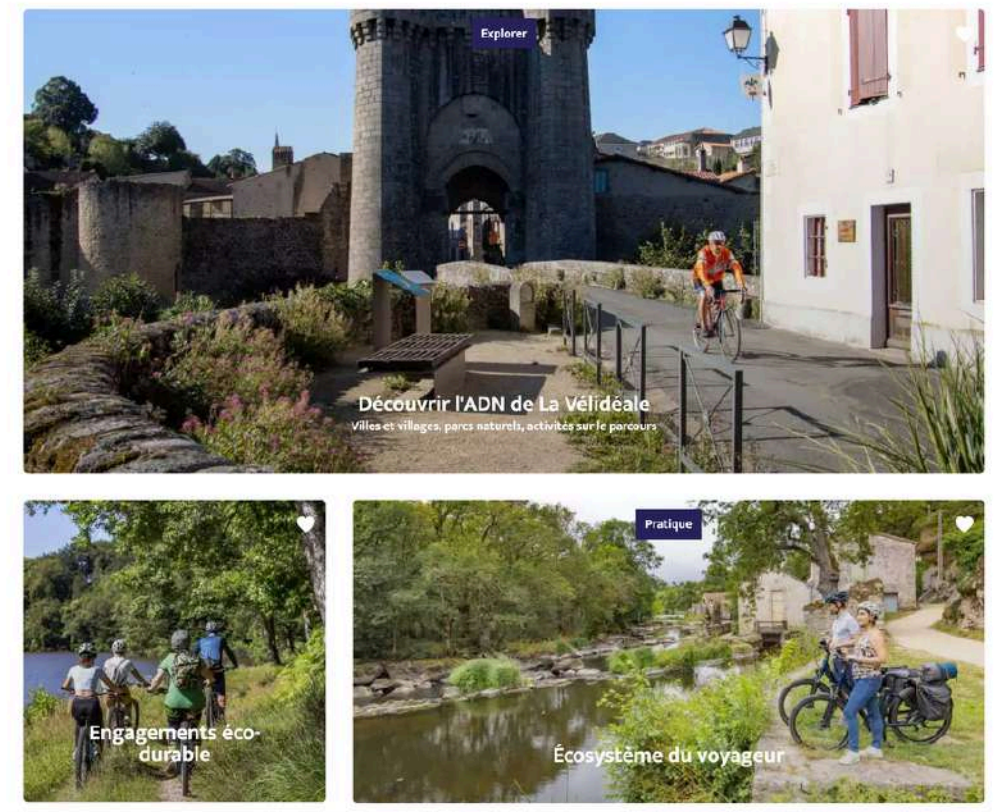 Explorer
Découvrir l'ADN de La Vélidéale
Villes et villages, parcs naturels, activités sur le parcours
Engagements éco-
durable
Pratique
Écosystème du voyageur